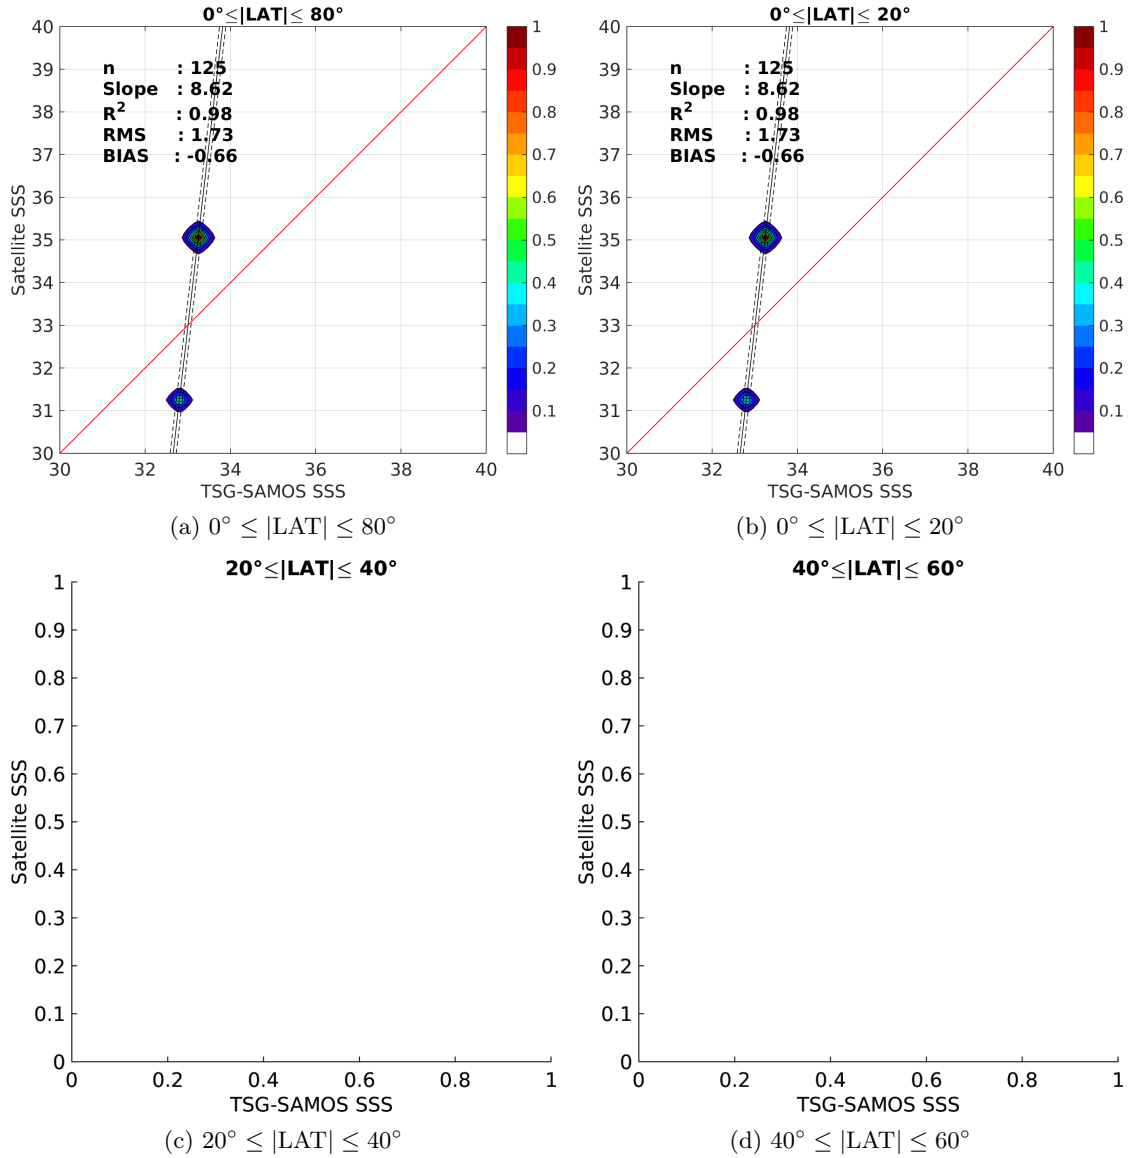 0°≤|LAT|≤ 80°
40
39
38
37
36
35
34
33
32
31
30
Satellite SSS
n : 125
Slope : 8.62
R² : 0.98
RMS : 1.73
BIAS : -0.66
30 32 34 36 38 40
TSG-SAMOS SSS
1
0.9
0.8
0.7
0.6
0.5
0.4
0.3
0.2
0.1
(a) 0° ≤ |LAT| ≤ 80°
0°≤|LAT|≤ 20°
40
39
38
37
36
35
34
33
32
31
30
Satellite SSS
n : 125
Slope : 8.62
R² : 0.98
RMS : 1.73
BIAS : -0.66
30 32 34 36 38 40
TSG-SAMOS SSS
1
0.9
0.8
0.7
0.6
0.5
0.4
0.3
0.2
0.1
(b) 0° ≤ |LAT| ≤ 20°
20°≤|LAT|≤ 40°
1
0.9
0.8
0.7
0.6
0.5
0.4
0.3
0.2
0.1
0
Satellite SSS
0 0.2 0.4 0.6 0.8 1
TSG-SAMOS SSS
(c) 20° ≤ |LAT| ≤ 40°
40°≤|LAT|≤ 60°
1
0.9
0.8
0.7
0.6
0.5
0.4
0.3
0.2
0.1
0
Satellite SSS
0 0.2 0.4 0.6 0.8 1
TSG-SAMOS SSS
(d) 40° ≤ |LAT| ≤ 60°